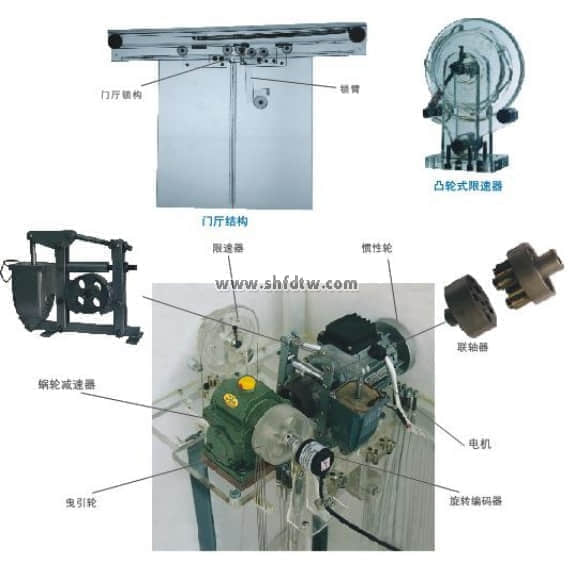 门厅锁构
锁臂
凸轮式限速器
门厅结构
限速器
惯性轮
www.shfdtw.com
联轴器
蜗轮减速器
电机
曳引轮
旋转编码器